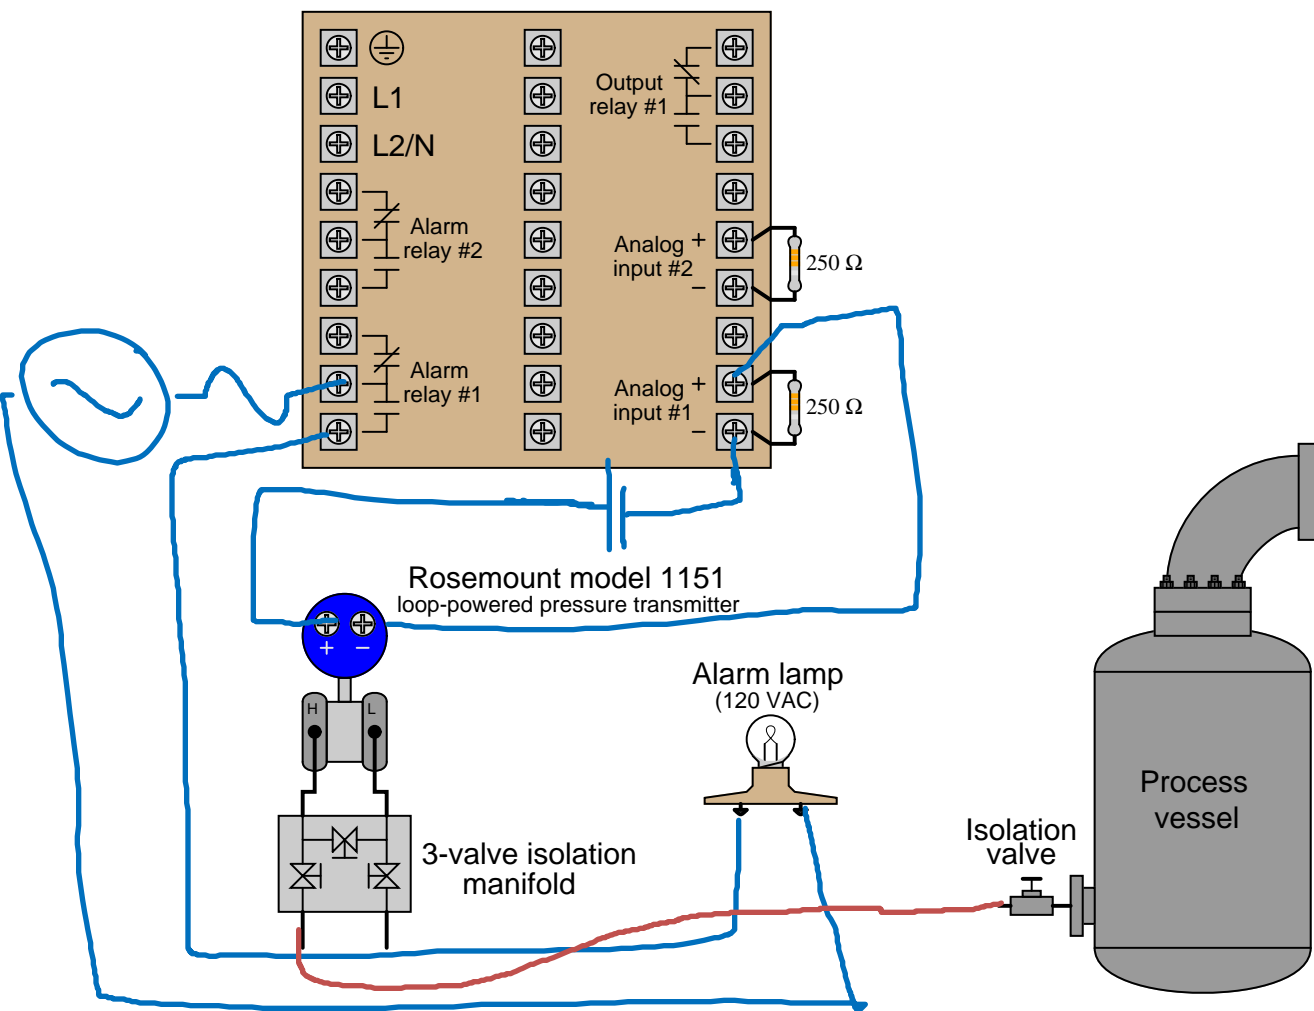 L1
L2/N
Output
relay #1
Alarm
relay #2
Analog +
input #2
−
250 Ω
Alarm
relay #1
Analog +
input #1
−
250 Ω
Rosemount model 1151
loop-powered pressure transmitter
+ −
H L
Alarm lamp
(120 VAC)
3-valve isolation
manifold
Isolation
valve
Process
vessel